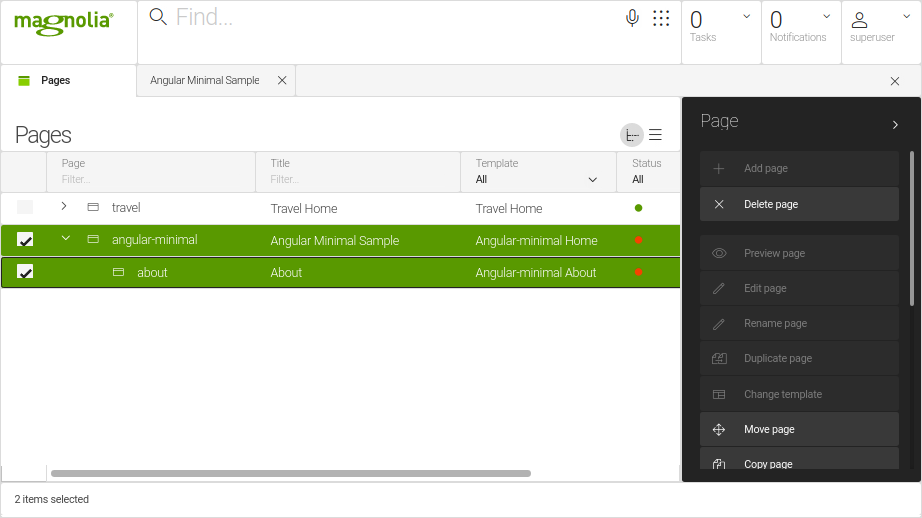 magnolia®
Find...
0
Tasks
0
Notifications
superuser
Pages
Angular Minimal Sample
Pages
Page
Title
Template
Status
Filter...
Filter...
All
All
travel
Travel Home
Travel Home
angular-minimal
Angular Minimal Sample
Angular-minimal Home
about
About
Angular-minimal About
2 items selected
Page
Add page
Delete page
Preview page
Edit page
Rename page
Duplicate page
Change template
Move page
Copy page